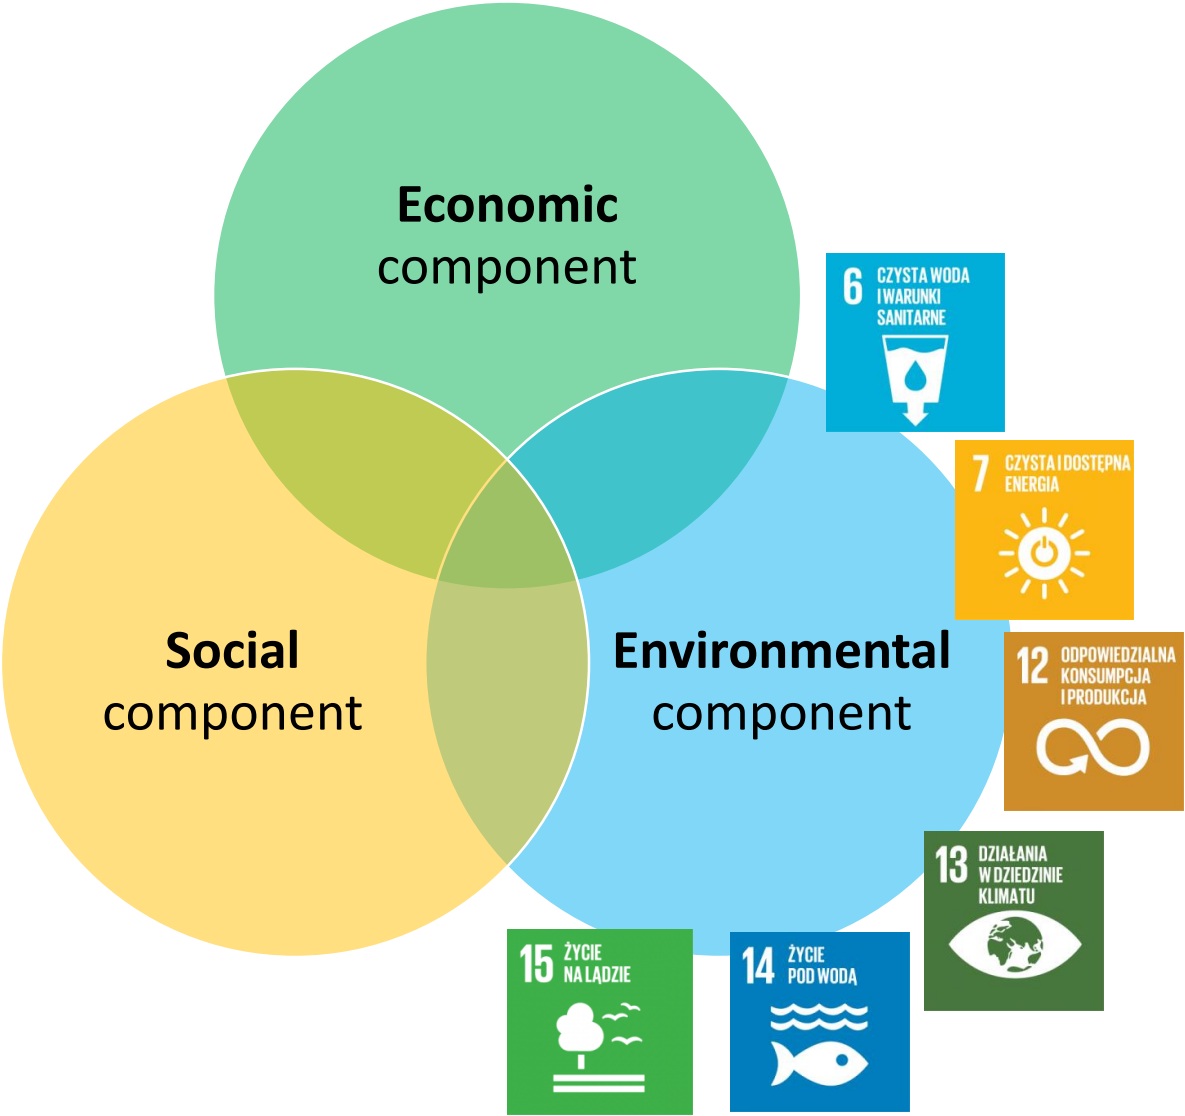 Economic
component
6 CZYSTA WODA
I WARUNKI
SANITARNE
7 CZYSTA I DOSTĘPNA
ENERGIA
Social
component
Environmental
component
12 ODPOWIEDZIALNA
KONSUMPCJA
I PRODUKCJA
13 DZIAŁANIA
W DZIEDZINIE
KLIMATU
15 ŻYCIE
NA LĄDZIE
14 ŻYCIE
POD WODĄ